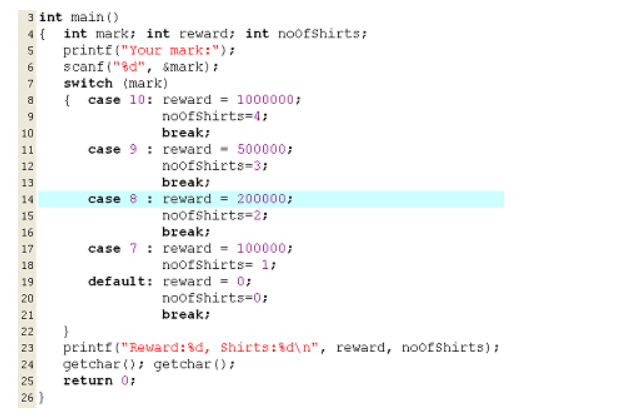 3 int main()
4 { int mark; int reward; int noOfShirts;
5 printf("Your mark:");
6 scanf("%d", &mark);
7 switch (mark)
8 { case 10: reward = 1000000;
9 noOfShirts=4;
10 break;
11 case 9 : reward = 500000;
12 noOfShirts=3;
13 break;
14 case 8 : reward = 200000;
15 noOfShirts=2;
16 break;
17 case 7 : reward = 100000;
18 noOfShirts= 1;
19 default: reward = 0;
20 noOfShirts=0;
21 break;
22 }
23 printf("Reward:%d, Shirts:%d\n", reward, noOfShirts);
24 getchar(); getchar();
25 return 0;
26 }